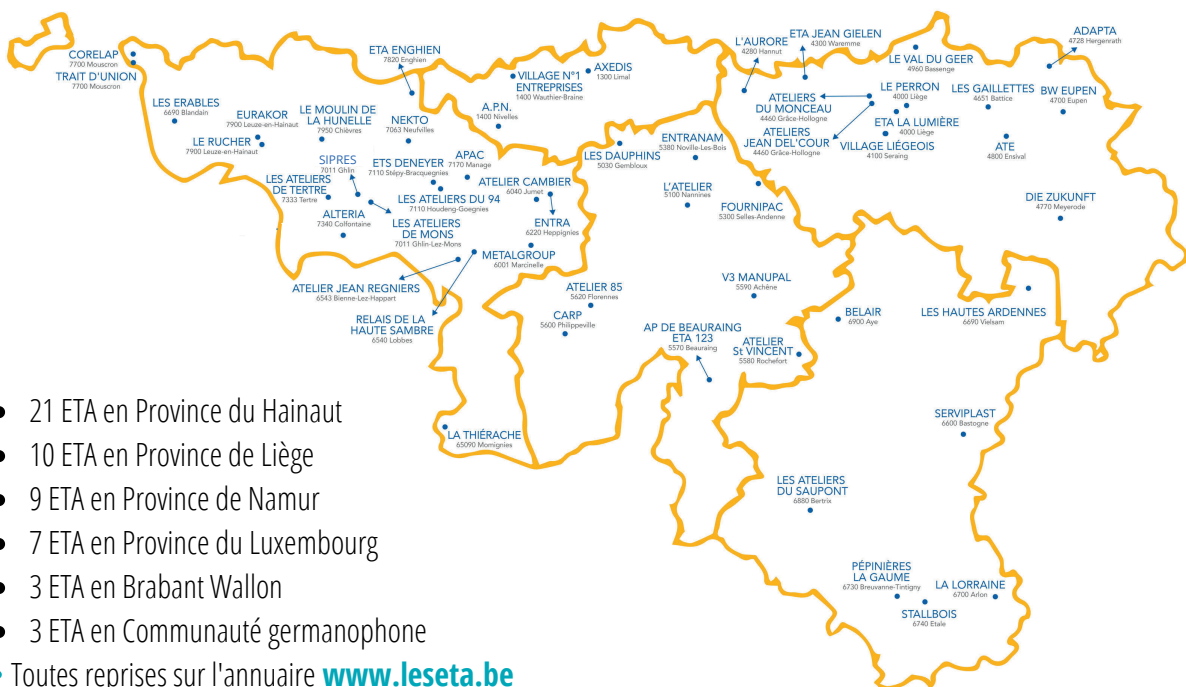 CORELAP
7700 Mouscron
TRAIT D'UNION
7700 Mouscron
LES ERABLES
6690 Blandain
EURAKOR
7900 Leuze-en-Hainaut
LE RUCHER
7900 Leuze-en-Hainaut
LE MOULIN DE
LA HUNELLE
7950 Chièvres
ETA ENGHIEN
7820 Enghien
NEKTO
7063 Neufvilles
SIPRES
7011 Ghlin
ETS DENEYER
7110 Stépy-Bracquegnies
APAC
7170 Manage
LES ATELIERS
DE TERTRE
7333 Tertre
LES ATELIERS DU 94
7110 Houdeng-Goegnies
ATELIER CAMBIER
6040 Jumet
ALTERIA
7340 Colfontaine
LES ATELIERS
DE MONS
7011 Ghlin-Lez-Mons
ENTRA
6220 Heppignies
METALGROUP
6001 Marcinelle
ATELIER JEAN REGNIERS
6543 Bienne-Lez-Happart
RELAIS DE LA
HAUTE SAMBRE
6540 Lobbes
LA THIÉRACHE
65090 Momignies
VILLAGE N°1
ENTREPRISES
1400 Wauthier-Braine
AXEDIS
1300 Limal
A.P.N.
1400 Nivelles
LES DAUPHINS
5030 Gembloux
ENTRANAM
5380 Noville-Les-Bois
L'ATELIER
5100 Naninnes
FOURNIPAC
5300 Selles-Andenne
ATELIER 85
5620 Florennes
CARP
5600 Philippeville
V3 MANUPAL
5590 Achène
AP DE BEAURAING
ETA 123
5570 Beauraing
ATELIER
St VINCENT
5580 Rochefort
L'AURORE
4280 Hannut
ETA JEAN GIELEN
4300 Waremme
LE VAL DU GEER
4960 Bassenge
ADAPTA
4728 Hergenrath
ATELIERS
DU MONCEAU
4460 Grâce-Hollogne
LE PERRON
4000 Liège
LES GAILLETTES
4651 Battice
BW EUPEN
4700 Eupen
ATELIERS
JEAN DEL'COUR
4460 Grâce-Hollogne
ETA LA LUMIÈRE
4000 Liège
VILLAGE LIÉGEOIS
4100 Seraing
ATE
4800 Ensival
DIE ZUKUNFT
4770 Meyerode
BELAIR
6900 Aye
LES HAUTES ARDENNES
6690 Vielsam
SERVIPLAST
6600 Bastogne
LES ATELIERS
DU SAUPONT
6880 Bertrix
PÉPINIÈRES
LA GAUME
6730 Breuvanne-Tintigny
LA LORRAINE
6700 Arlon
STALLBOIS
6740 Etale
• 21 ETA en Province du Hainaut
• 10 ETA en Province de Liège
• 9 ETA en Province de Namur
• 7 ETA en Province du Luxembourg
• 3 ETA en Brabant Wallon
• 3 ETA en Communauté germanophone
• Toutes reprises sur l'annuaire www.leseta.be